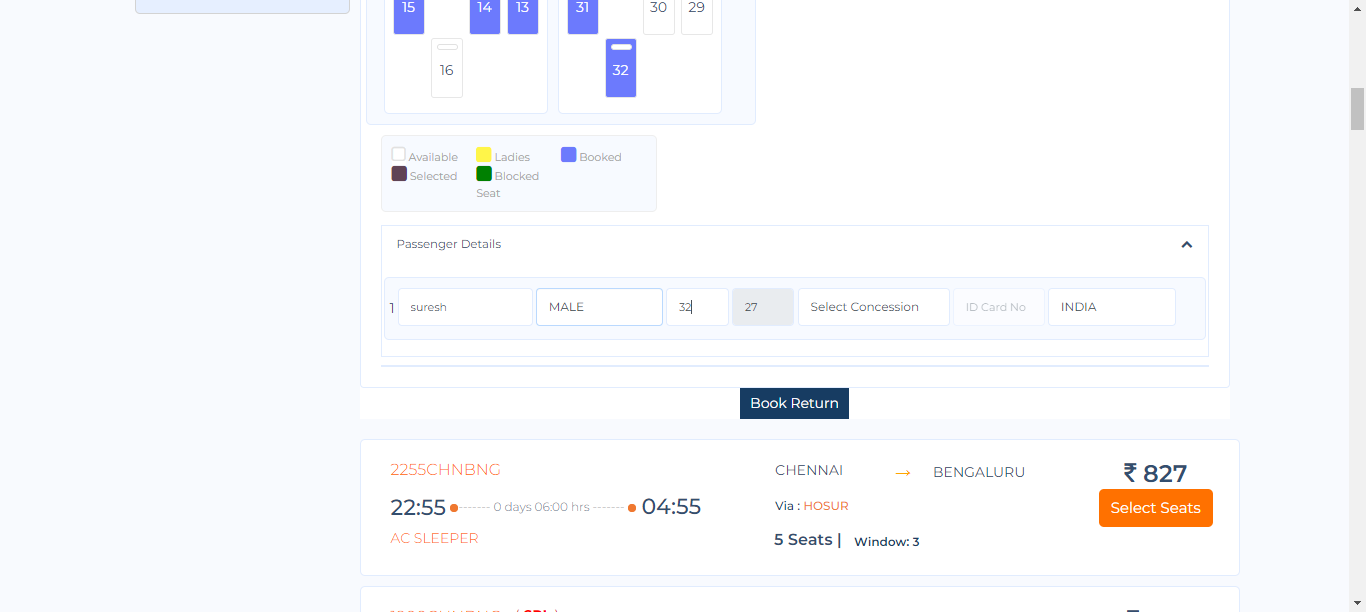 15 14 13 31 30 29
16 32
Available Ladies Booked
Selected Blocked
Seat
Passenger Details
1 suresh MALE 32 27 Select Concession ID Card No INDIA
Book Return
2255CHNBNG CHENNAI → BENGALURU ₹ 827
22:55 ------- 0 days 06:00 hrs ------- 04:55 Via : HOSUR Select Seats
AC SLEEPER 5 Seats | Window: 3